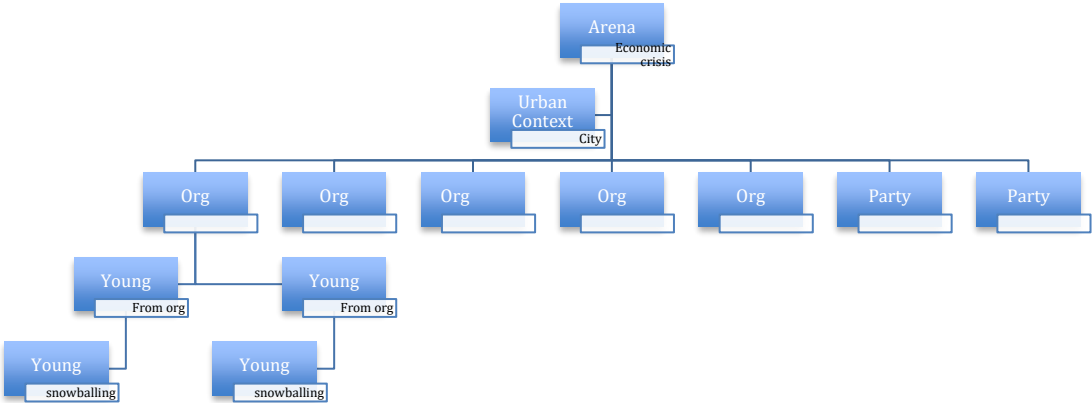 Arena
Economic
crisis
Urban
Context
City
Org
Org
Org
Org
Org
Party
Party
Young
From org
Young
From org
Young
snowballing
Young
snowballing